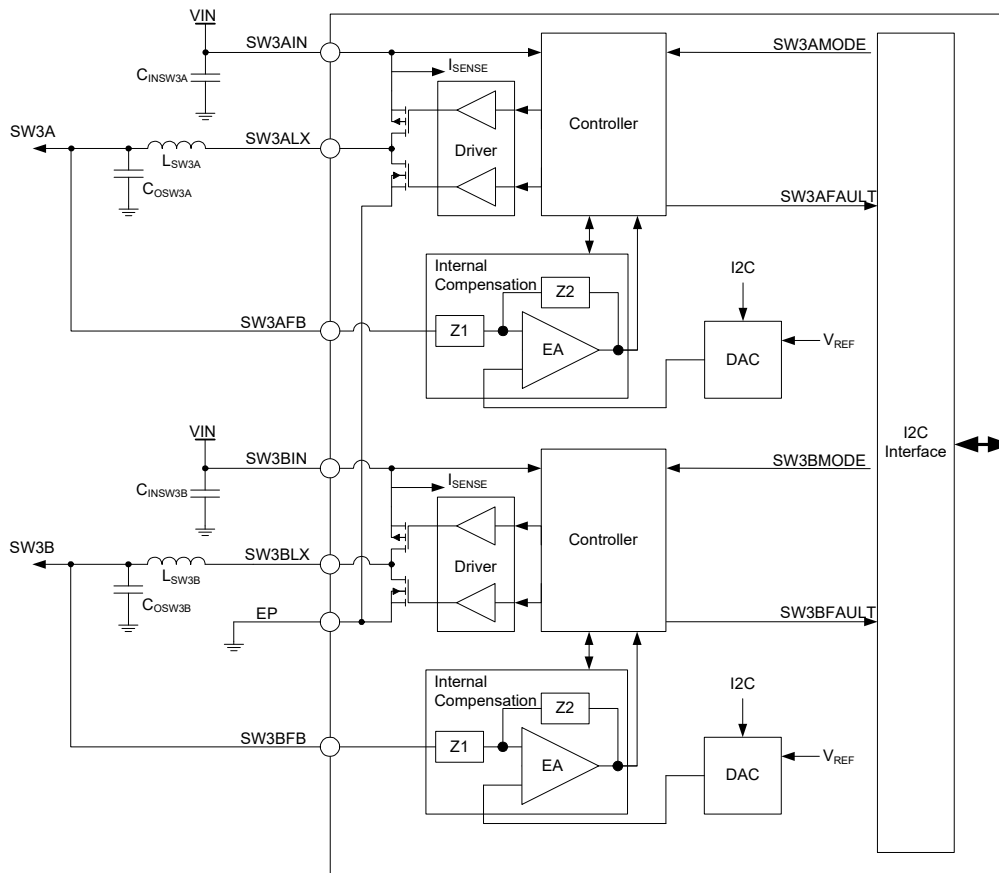 VIN
SW3AIN
SW3AMODE
CINSW3A
ISENSE
Controller
SW3A
SW3ALX
Driver
LSW3A
COSW3A
SW3AFAULT
Internal
Compensation
I2C
Z2
SW3AFB
Z1
EA
DAC
VREF
VIN
I2C
Interface
SW3BIN
SW3BMODE
CINSW3B
ISENSE
Controller
SW3B
SW3BLX
Driver
LSW3B
COSW3B
EP
SW3BFAULT
Internal
Compensation
I2C
Z2
SW3BFB
Z1
EA
DAC
VREF